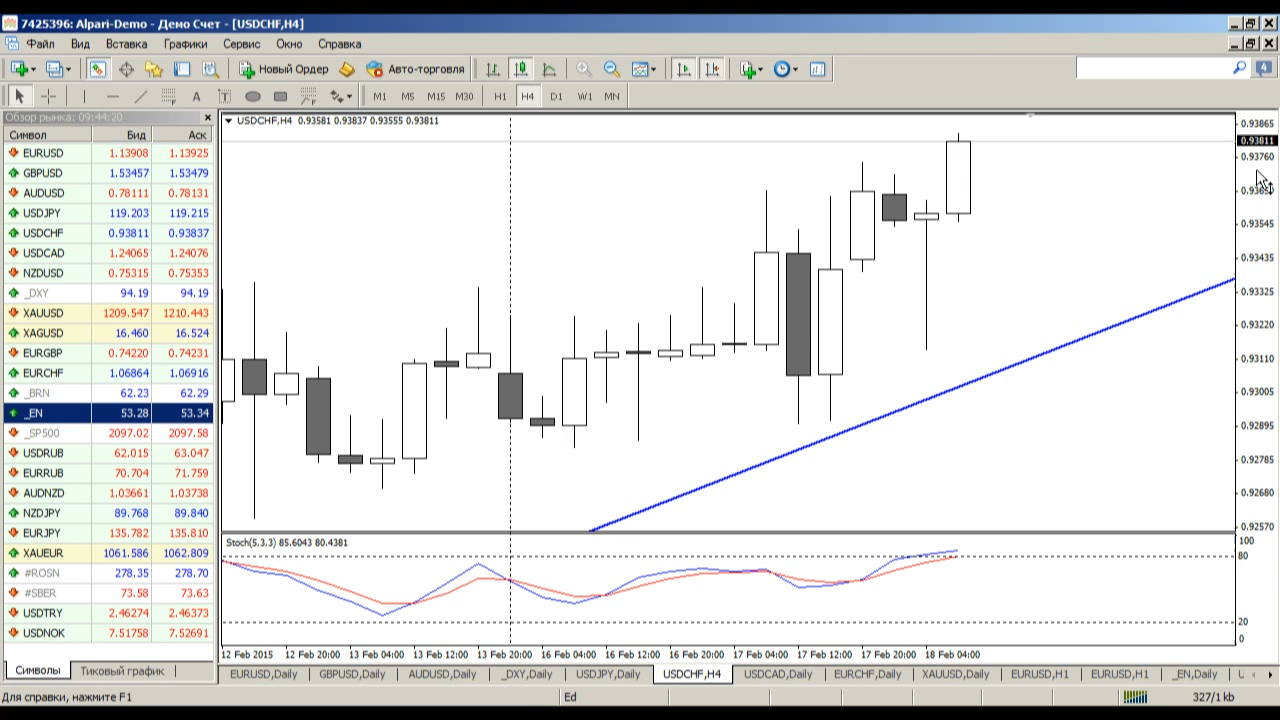 7425396: Alpari-Demo - Демо Счет - [USDCHF,H4]
Файл Вид Вставка Графики Сервис Окно Справка
Новый Ордер Авто-торговля 4
A T M1 M5 M15 M30 H1 H4 D1 W1 MN
Обзор рынка: 09:44:20
Символ Бид Аск
EURUSD 1.13908 1.13925
GBPUSD 1.53457 1.53479
AUDUSD 0.78111 0.78131
USDJPY 119.203 119.215
USDCHF 0.93811 0.93837
USDCAD 1.24065 1.24076
NZDUSD 0.75315 0.75353
_DXY 94.19 94.19
XAUUSD 1209.547 1210.443
XAGUSD 16.460 16.524
EURGBP 0.74220 0.74231
EURCHF 1.06864 1.06916
_BRN 62.23 62.29
_EN 53.28 53.34
_SP500 2097.02 2097.58
USDRUB 62.015 63.047
EURRUB 70.704 71.759
AUDNZD 1.03661 1.03738
NZDJPY 89.768 89.840
EURJPY 135.782 135.810
XAUEUR 1061.586 1062.809
#ROSN 278.35 278.70
#SBER 73.58 73.63
USDTRY 2.46274 2.46373
USDNOK 7.51758 7.52691
Символы Тиковый график
USDCHF,H4 0.93581 0.93837 0.93555 0.93811
0.93865
0.93811
0.93760
0.93545
0.93435
0.93325
0.93220
0.93110
0.93005
0.92895
0.92785
0.92680
0.92570
Stoch(5,3,3) 85.6043 80.4381
100
80
20
0
12 Feb 2015 12 Feb 20:00 13 Feb 04:00 13 Feb 12:00 13 Feb 20:00 16 Feb 04:00 16 Feb 12:00 16 Feb 20:00 17 Feb 04:00 17 Feb 12:00 17 Feb 20:00 18 Feb 04:00
EURUSD,Daily GBPUSD,Daily AUDUSD,Daily _DXY,Daily USDJPY,Daily USDCHF,H4 USDCAD,Daily EURCHF,Daily XAUUSD,Daily EURUSD,H1 EURUSD,H1 _EN,Daily
Для справки, нажмите F1 Ed 327/1 kb